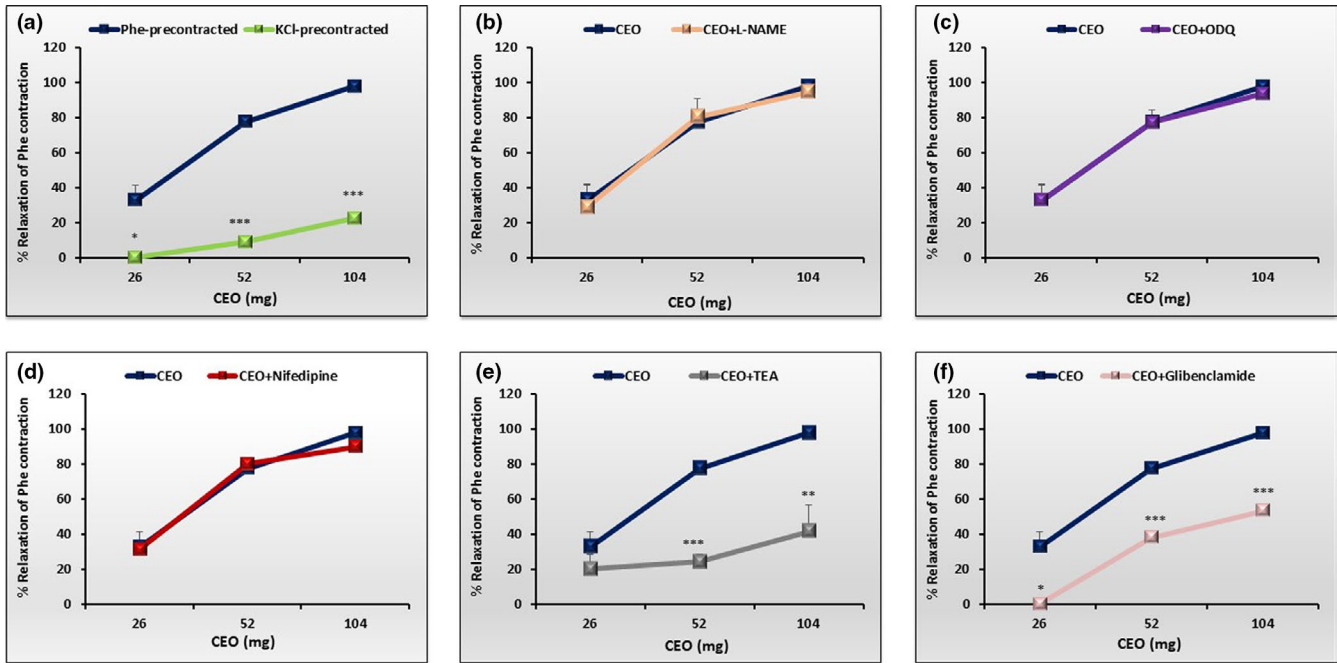 (a)
Phe-precontracted KCl-precontracted
% Relaxation of Phe contraction
120
100
80
60
40
20
0
***
***
*
26 52 104
CEO (mg)
(b)
CEO CEO+L-NAME
% Relaxation of Phe contraction
120
100
80
60
40
20
0
26 52 104
CEO (mg)
(c)
CEO CEO+ODQ
% Relaxation of Phe contraction
120
100
80
60
40
20
0
26 52 104
CEO (mg)
(d)
CEO CEO+Nifedipine
% Relaxation of Phe contraction
120
100
80
60
40
20
0
26 52 104
CEO (mg)
(e)
CEO CEO+TEA
% Relaxation of Phe contraction
120
100
80
60
40
20
0
**
***
26 52 104
CEO (mg)
(f)
CEO CEO+Glibenclamide
% Relaxation of Phe contraction
120
100
80
60
40
20
0
***
***
*
26 52 104
CEO (mg)